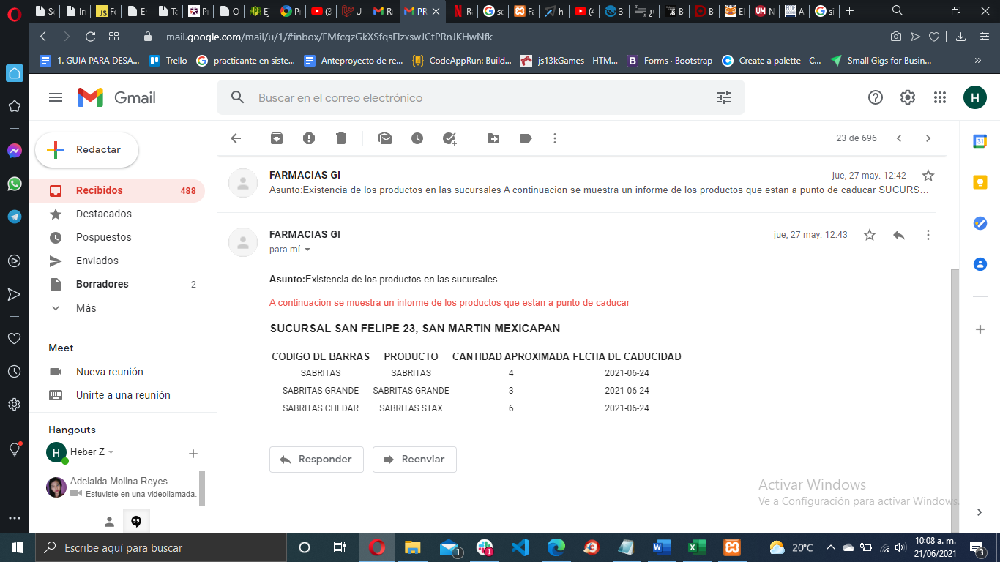 Su
In
JS Fo
Er
Ta
P
O
Ej
Pr
(3
U
Re
PR
Ra
se
Fa
h
(4
3
¿(
B
D
El
N
A
si
mail.google.com/mail/u/1/#inbox/FMfcgzGkXSfqsFlzxswJCtPRnJKHwNfk
1. GUIA PARA DESA...
Trello
practicante en siste...
Anteproyecto de re...
CodeAppRun: Build...
js13kGames - HTM...
Forms · Bootstrap
Create a palette - C...
Small Gigs for Busin...
»
Gmail
Buscar en el correo electrónico
H
Redactar
23 de 696
Recibidos 488
Destacados
Pospuestos
Enviados
Borradores 2
Más
Meet
Nueva reunión
Unirte a una reunión
Hangouts
H Heber Z
Adelaida Molina Reyes
Estuviste en una videollamada.
FARMACIAS GI jue, 27 may. 12:42
Asunto:Existencia de los productos en las sucursales A continuacion se muestra un informe de los productos que estan a punto de caducar SUCURS...
FARMACIAS GI jue, 27 may. 12:43
para mí
Asunto:Existencia de los productos en las sucursales
A continuacion se muestra un informe de los productos que estan a punto de caducar
SUCURSAL SAN FELIPE 23, SAN MARTIN MEXICAPAN
CODIGO DE BARRAS PRODUCTO CANTIDAD APROXIMADA FECHA DE CADUCIDAD
SABRITAS SABRITAS 4 2021-06-24
SABRITAS GRANDE SABRITAS GRANDE 3 2021-06-24
SABRITAS CHEDAR SABRITAS STAX 6 2021-06-24
Responder Reenviar
31
Activar Windows
Ve a Configuración para activar Windows.
Escribe aquí para buscar
1
1
20°C
10:08 a. m.
21/06/2021
3